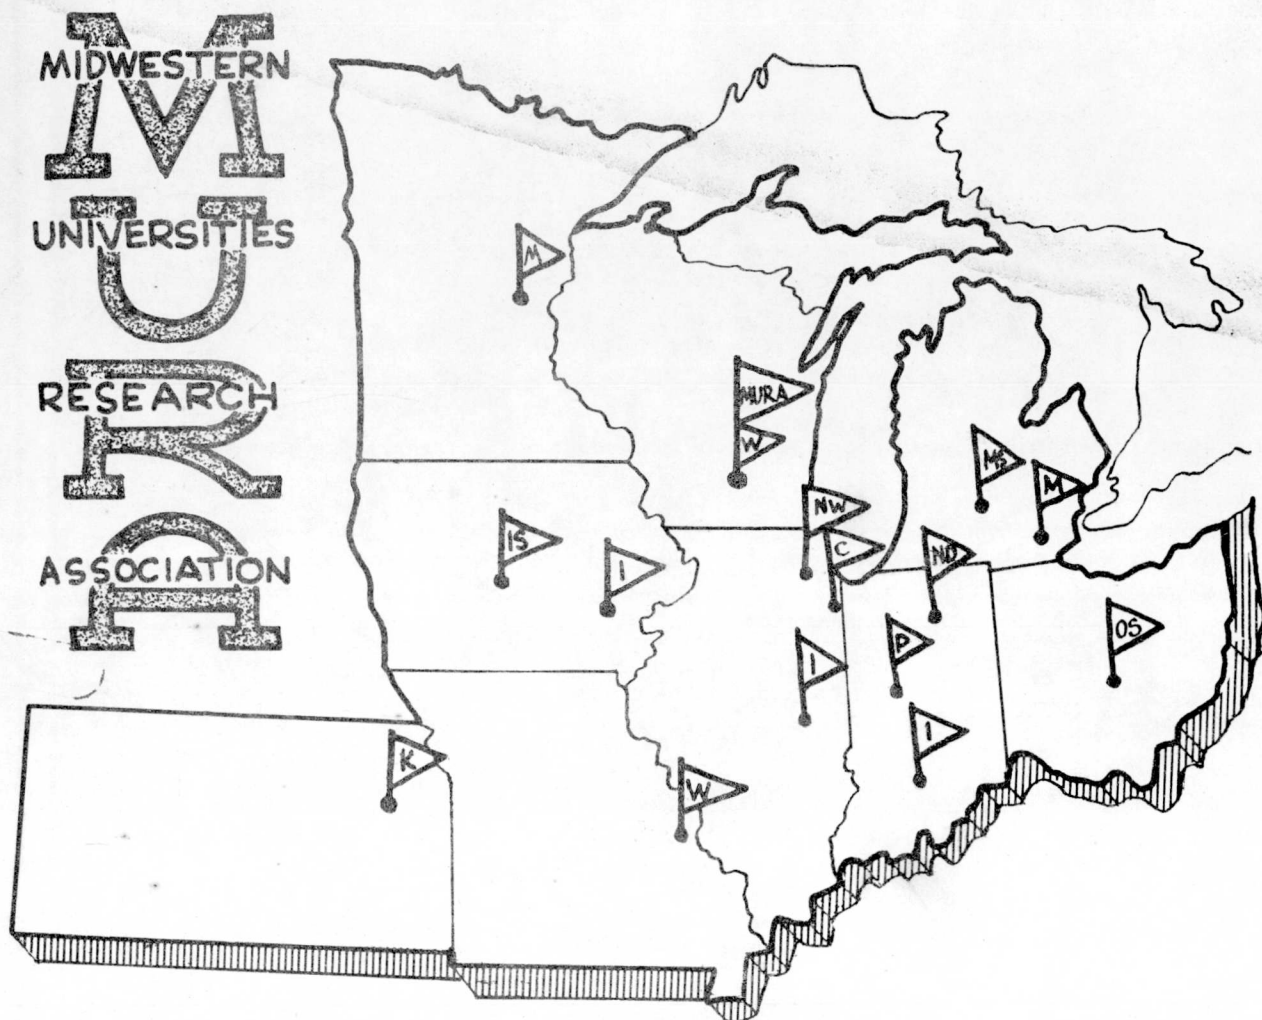 M
MIDWESTERN
U
UNIVERSITIES
R
RESEARCH
A
ASSOCIATION
M
MURA
W
MS
M
NW
C
ND
IS
I
OS
I
P
I
K
W